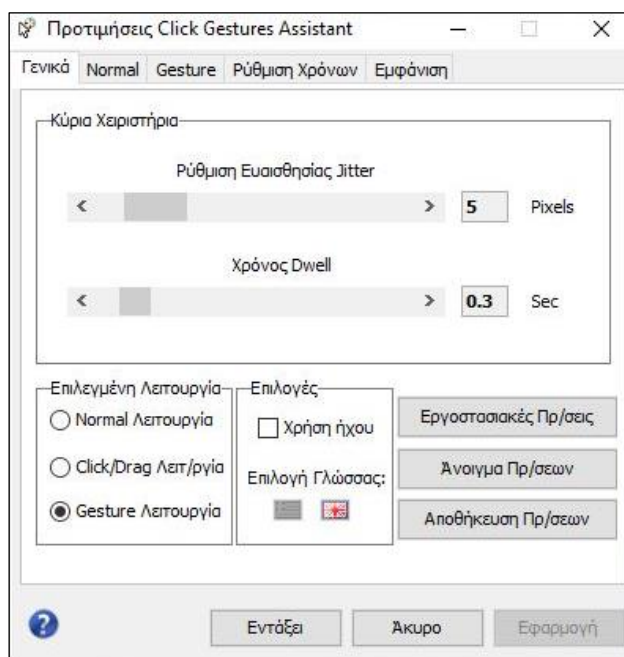 Προτιμήσεις Click Gestures Assistant
Γενικά Normal Gesture Ρύθμιση Χρόνων Εμφάνιση
Κύρια Χειριστήρια
Ρύθμιση Ευαισθησίας Jitter
5 Pixels
Χρόνος Dwell
0.3 Sec
Επιλεγμένη Λειτουργία
Normal Λειτουργία
Click/Drag Λειτ/ργία
Gesture Λειτουργία
Επιλογές
Χρήση ήχου
Επιλογή Γλώσσας:
Εργοστασιακές Πρ/σεις
Άνοιγμα Πρ/σεων
Αποθήκευση Πρ/σεων
Εντάξει Άκυρο Εφαρμογή